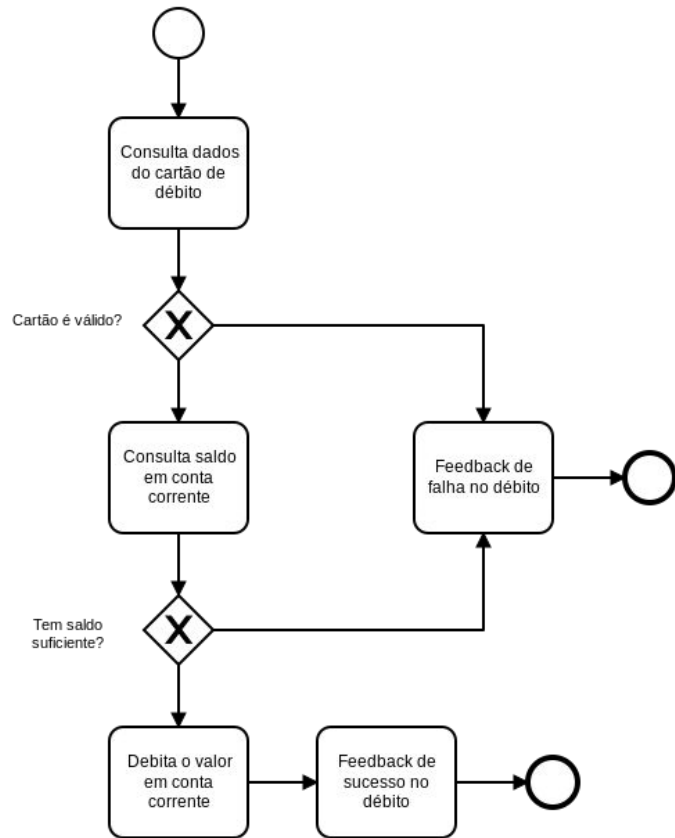 Consulta dados
do cartão de
débito
Cartão é válido?
X
Consulta saldo
em conta
corrente
Feedback de
falha no débito
Tem saldo
suficiente?
X
Debita o valor
em conta
corrente
Feedback de
sucesso no
débito